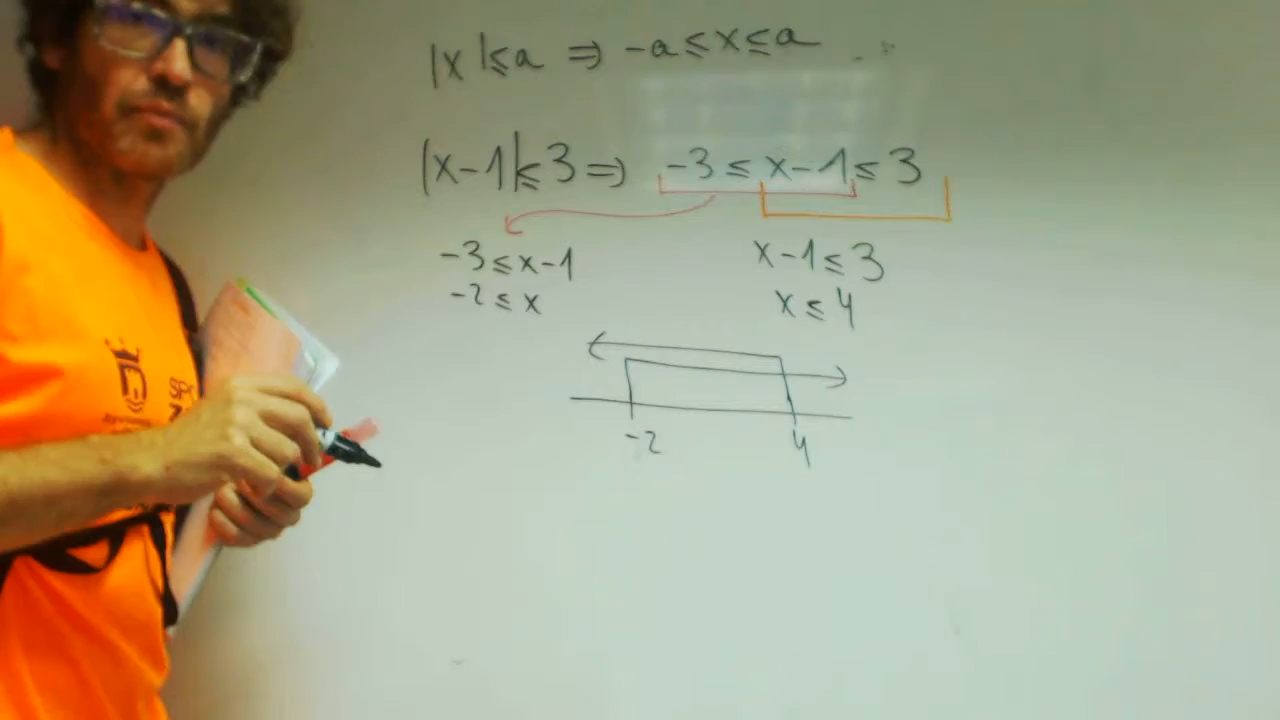 |x|≤a ⇒ -a≤x≤a
|x-1|≤3 ⇒ -3≤x-1≤3
-3≤x-1 x-1≤3
-2≤x x≤4
-2 4